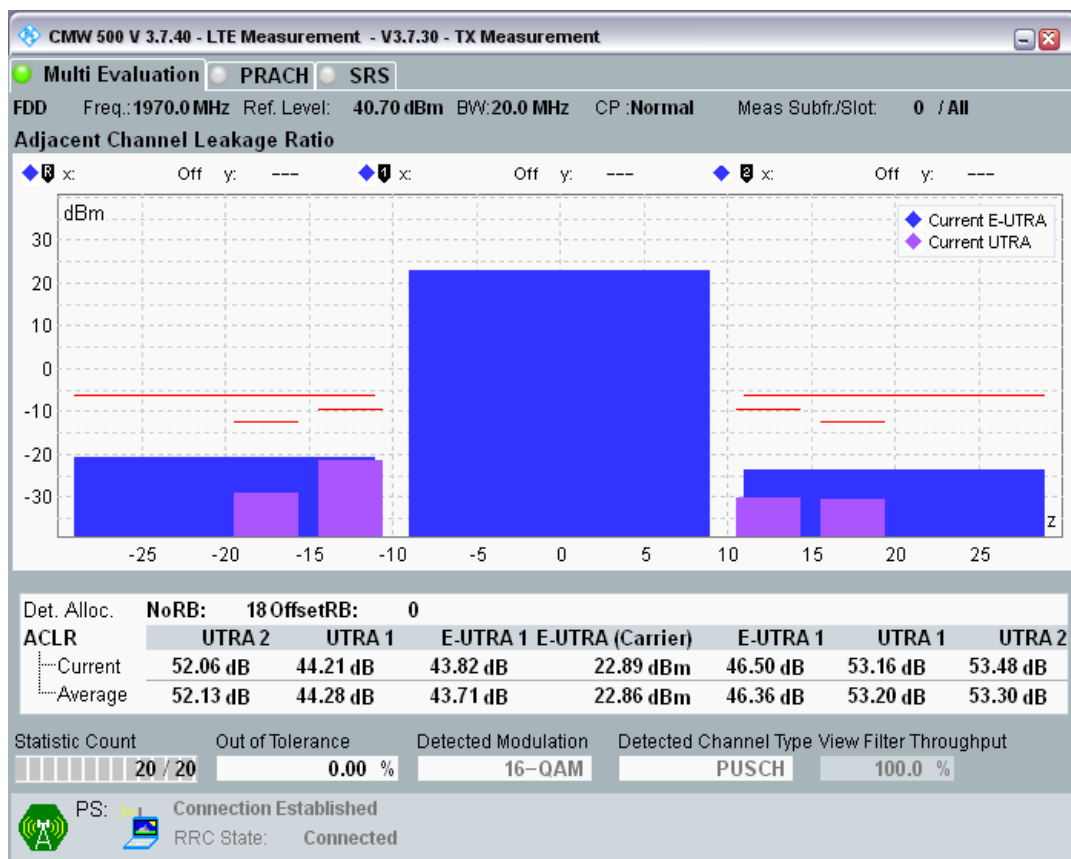 CMW 500 V 3.7.40 - LTE Measurement - V3.7.30 - TX Measurement
Multi Evaluation PRACH SRS
FDD Freq.: 1970.0 MHz Ref. Level: 40.70 dBm BW: 20.0 MHz CP : Normal Meas Subfr./Slot: 0 / All
Adjacent Channel Leakage Ratio
R x: Off y: --- 1 x: Off y: --- 2 x: Off y: ---
dBm
Current E-UTRA
Current UTRA
30
20
10
0
-10
-20
-30
z
-25 -20 -15 -10 -5 0 5 10 15 20 25
Det. Alloc. NoRB: 18 OffsetRB: 0
ACLR UTRA 2 UTRA 1 E-UTRA 1 E-UTRA (Carrier) E-UTRA 1 UTRA 1 UTRA 2
Current 52.06 dB 44.21 dB 43.82 dB 22.89 dBm 46.50 dB 53.16 dB 53.48 dB
Average 52.13 dB 44.28 dB 43.71 dB 22.86 dBm 46.36 dB 53.20 dB 53.30 dB
Statistic Count Out of Tolerance Detected Modulation Detected Channel Type View Filter Throughput
20 / 20 0.00 % 16-QAM PUSCH 100.0 %
PS: Connection Established
RRC State: Connected